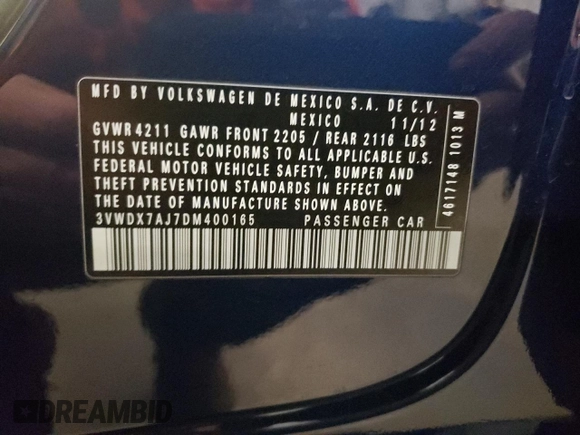 MFD BY VOLKSWAGEN DE MEXICO S.A. DE C.V.
MEXICO 11/12
GVWR 4211 GAWR FRONT 2205 / REAR 2116 LBS
THIS VEHICLE CONFORMS TO ALL APPLICABLE U.S.
FEDERAL MOTOR VEHICLE SAFETY, BUMPER AND
THEFT PREVENTION STANDARDS IN EFFECT ON
THE DATE OF MANUFACTURE SHOWN ABOVE.
3VWDX7AJ7DM400165 PASSENGER CAR
4617148 1013 M
DREAMBID